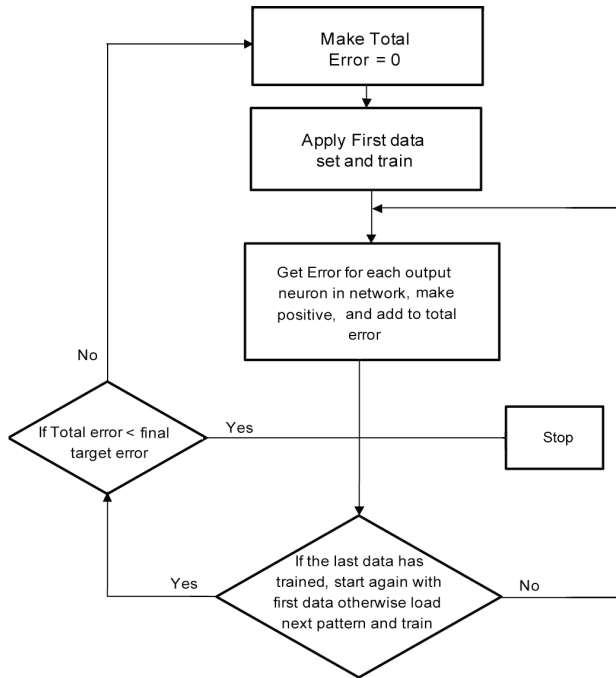 Make Total
Error = 0
Apply First data
set and train
Get Error for each output
neuron in network, make
positive, and add to total
error
No
If Total error < final
target error
Yes
Stop
If the last data has
trained, start again with
first data otherwise load
next pattern and train
Yes
No